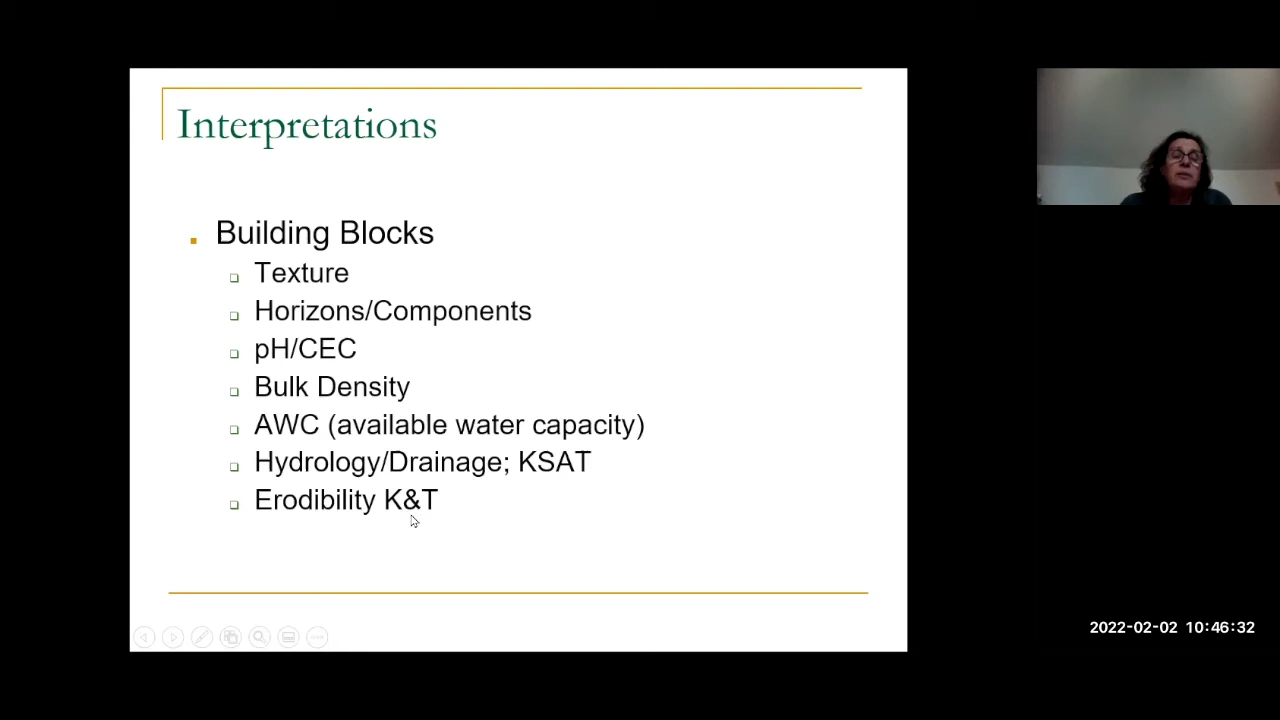 Interpretations
Building Blocks
Texture
Horizons/Components
pH/CEC
Bulk Density
AWC (available water capacity)
Hydrology/Drainage; KSAT
Erodibility K&T
2022-02-02 10:46:32